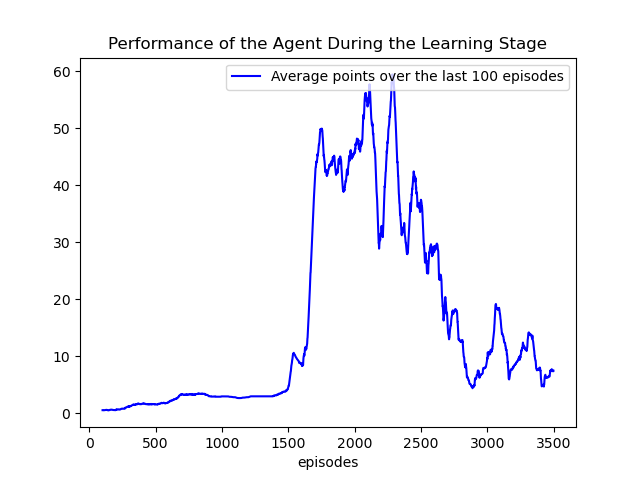 Performance of the Agent During the Learning Stage
Average points over the last 100 episodes
60
50
40
30
20
10
0
0 500 1000 1500 2000 2500 3000 3500
episodes